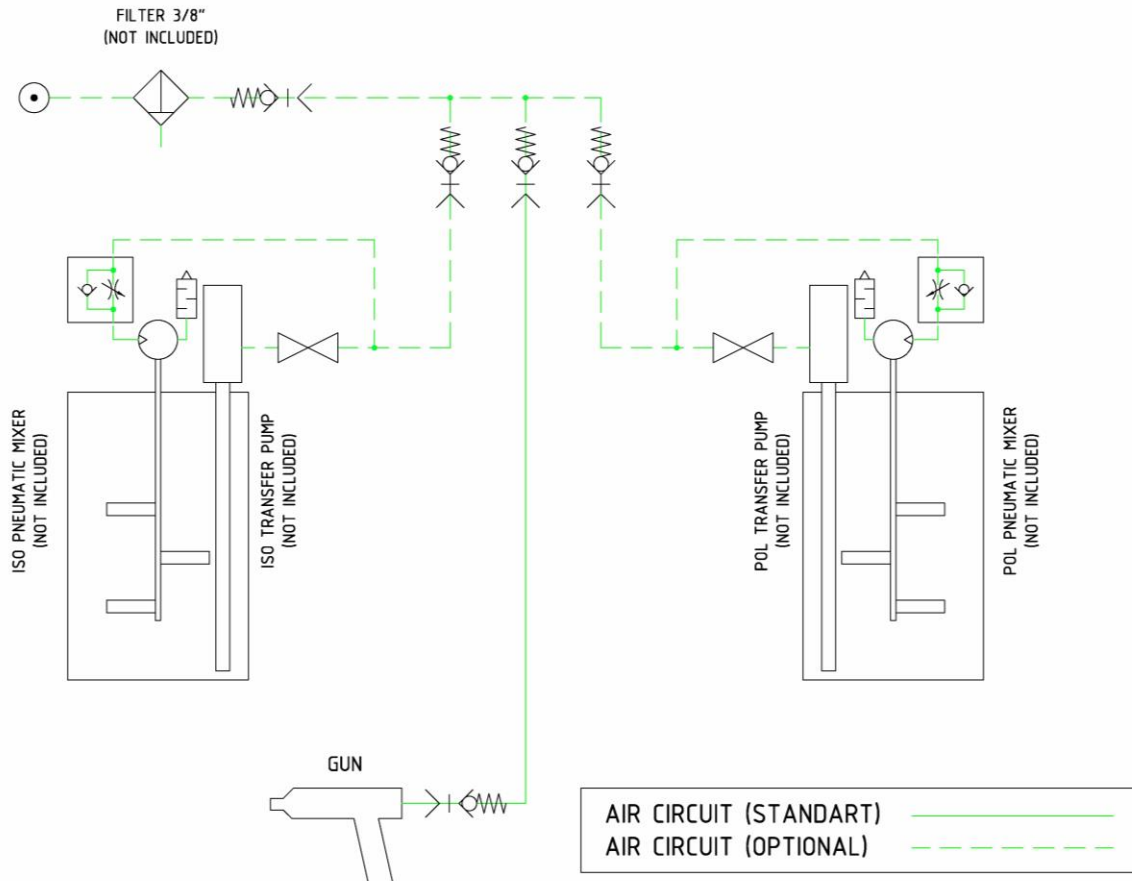 FILTER 3/8"
(NOT INCLUDED)
ISO PNEUMATIC MIXER
(NOT INCLUDED)
ISO TRANSFER PUMP
(NOT INCLUDED)
POL TRANSFER PUMP
(NOT INCLUDED)
POL PNEUMATIC MIXER
(NOT INCLUDED)
GUN
AIR CIRCUIT (STANDART)
AIR CIRCUIT (OPTIONAL)